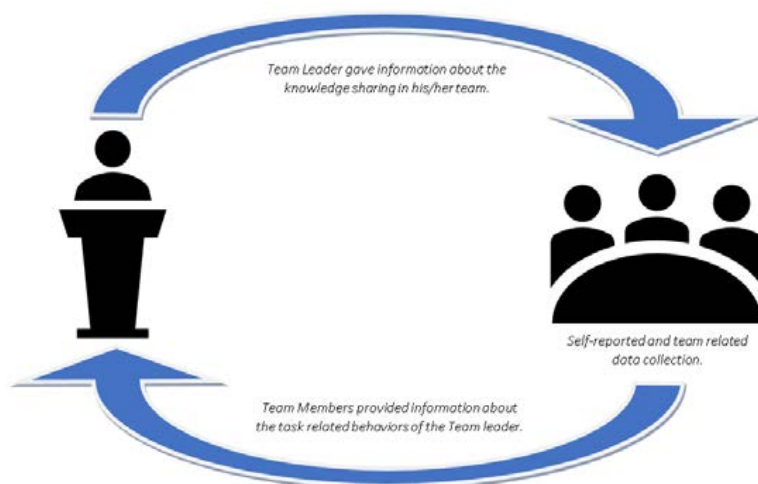 Team Leader gave information about the
knowledge sharing in his/her team.
Self-reported and team related
data collection.
Team Members provided Information about
the task related behaviors of the Team leader.